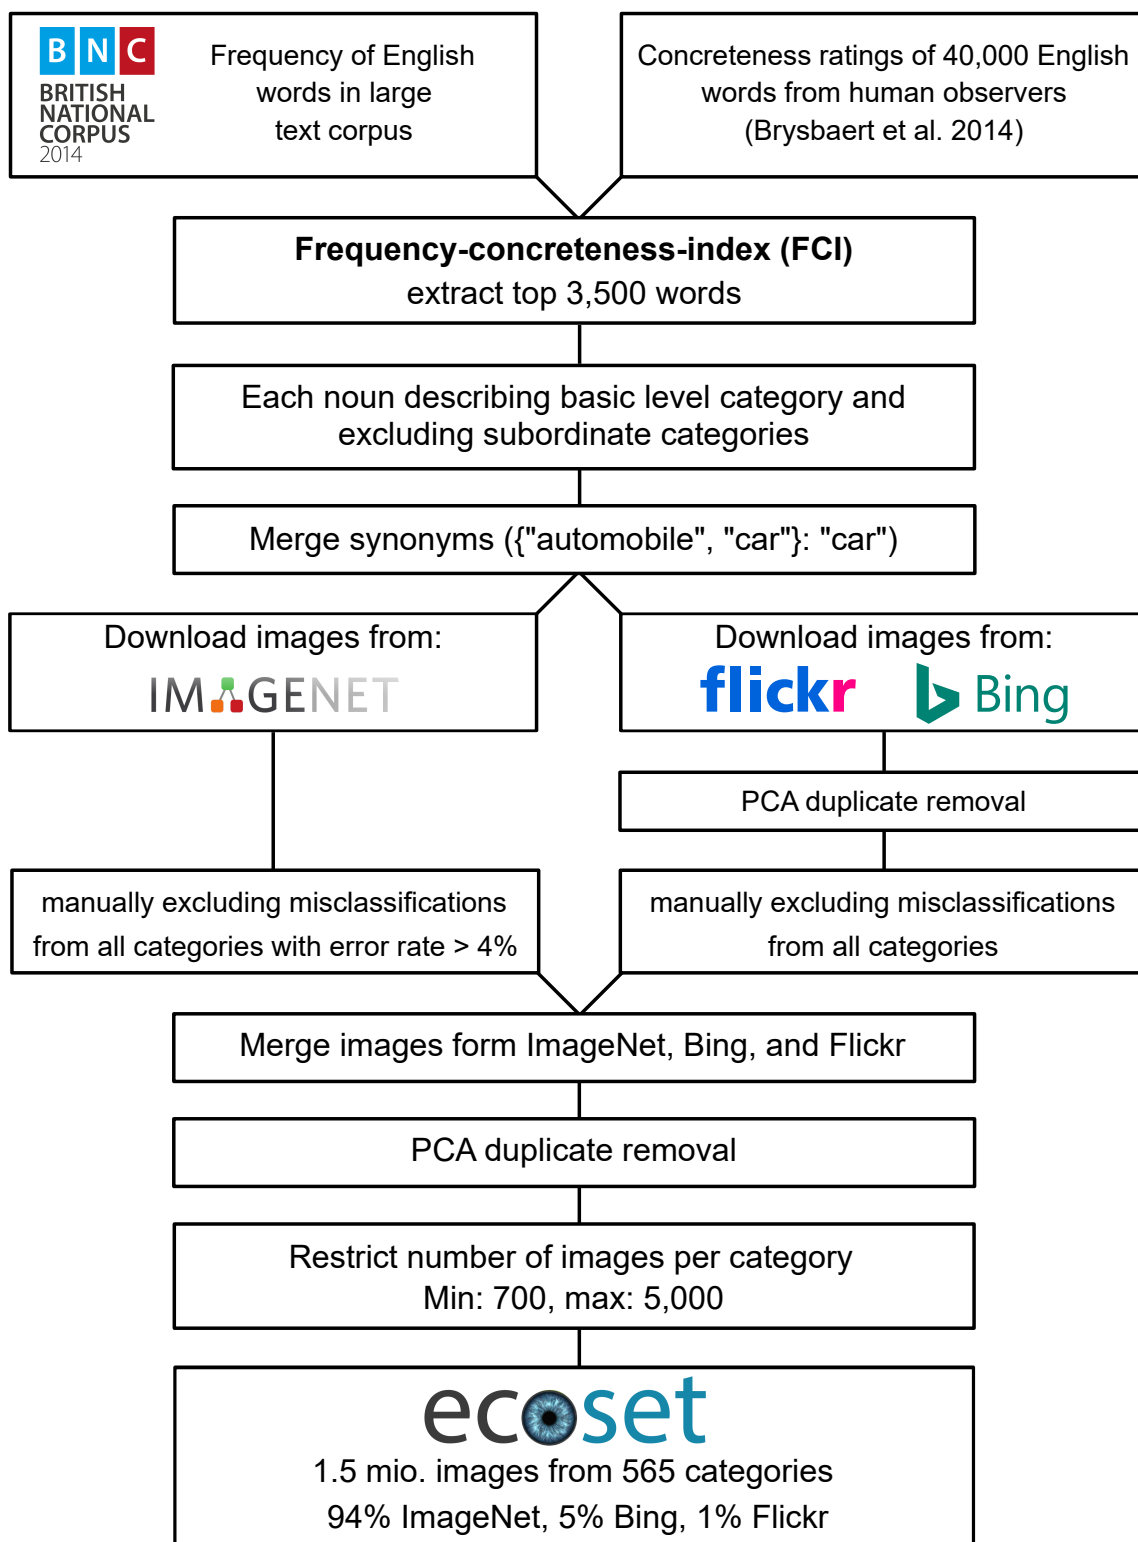 BNC
BRITISH
NATIONAL
CORPUS
2014
Frequency of English
words in large
text corpus
Concreteness ratings of 40,000 English
words from human observers
(Brysbaert et al. 2014)
Frequency-concreteness-index (FCI)
extract top 3,500 words
Each noun describing basic level category and
excluding subordinate categories
Merge synonyms ({"automobile", "car"}: "car")
Download images from:
IMAGENET
Download images from:
flickr Bing
PCA duplicate removal
manually excluding misclassifications
from all categories with error rate > 4%
manually excluding misclassifications
from all categories
Merge images form ImageNet, Bing, and Flickr
PCA duplicate removal
Restrict number of images per category
Min: 700, max: 5,000
ecoset
1.5 mio. images from 565 categories
94% ImageNet, 5% Bing, 1% Flickr